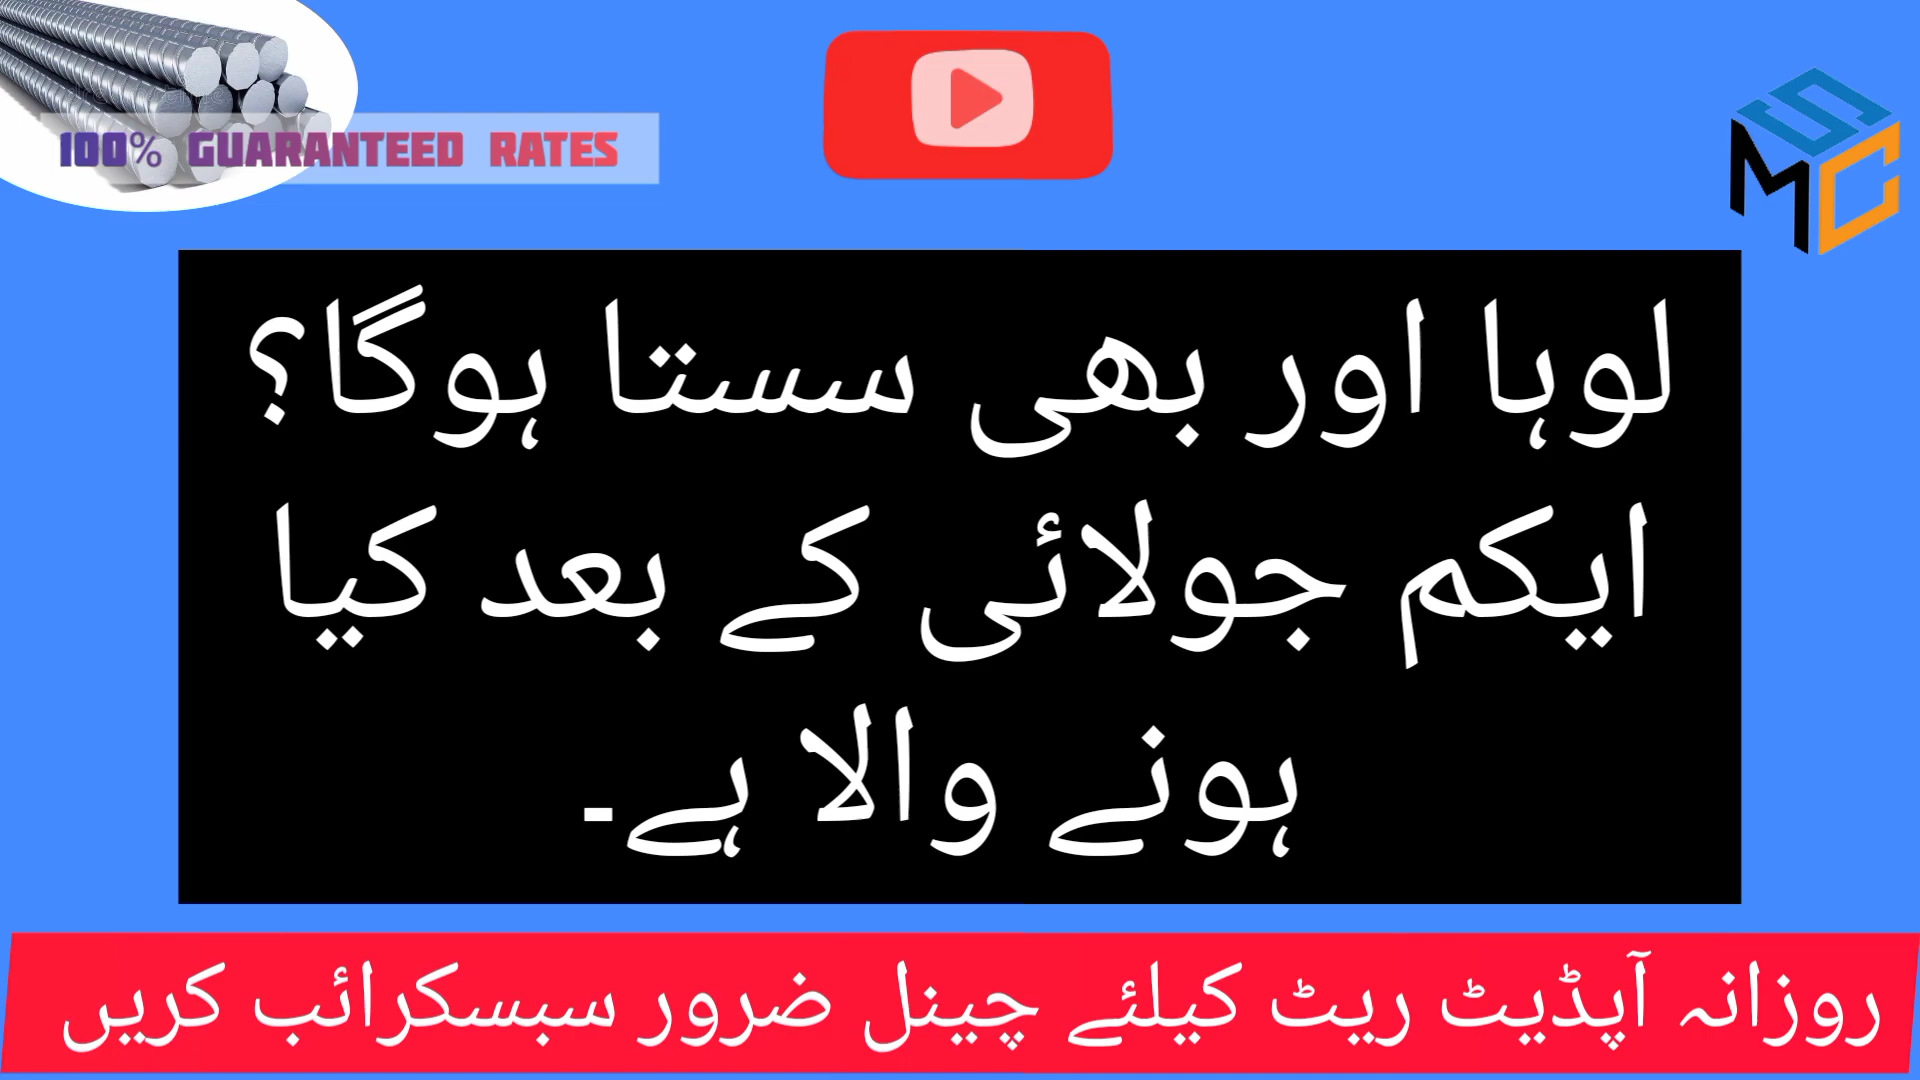 100% GUARANTEED RATES
SMC
لوہا اور بھی سستا ہوگا؟
ایکم جولائی کے بعد کیا
ہونے والا ہے۔
روزانہ آپڈیٹ ریٹ کیلئے چینل ضرور سبسکرائب کریں